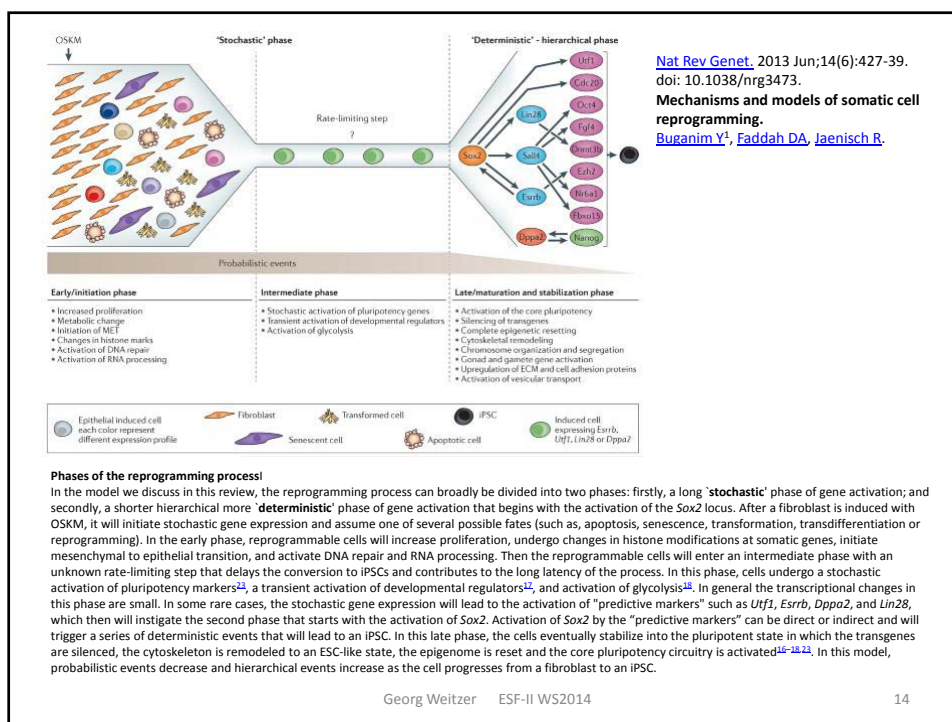 OSKM
'Stochastic' phase
'Deterministic' - hierarchical phase
Rate-limiting step
?
Utf1
Cdc20
Oct4
Lin28
Fgf4
Dnmt3b
Sox2
Sall4
Ezh2
Esrrb
Nr6a1
Fbxo15
Dppa2
Nanog
Probabilistic events
Early/initiation phase
• Increased proliferation
• Metabolic change
• Initiation of MET
• Changes in histone marks
• Activation of DNA repair
• Activation of RNA processing
Intermediate phase
• Stochastic activation of pluripotency genes
• Transient activation of developmental regulators
• Activation of glycolysis
Late/maturation and stabilization phase
• Activation of the core pluripotency
• Silencing of transgenes
• Complete epigenetic resetting
• Cytoskeletal remodeling
• Chromosome organization and segregation
• Gonad and gamete gene activation
• Upregulation of ECM and cell adhesion proteins
• Activation of vesicular transport
Epithelial induced cell
each color represent
different expression profile
Fibroblast
Transformed cell
iPSC
Senescent cell
Apoptotic cell
Induced cell
expressing Esrrb,
Utf1, Lin28 or Dppa2
Nat Rev Genet. 2013 Jun;14(6):427-39.
doi: 10.1038/nrg3473.
Mechanisms and models of somatic cell
reprogramming.
Buganim Y1, Faddah DA, Jaenisch R.
Phases of the reprogramming processI
In the model we discuss in this review, the reprogramming process can broadly be divided into two phases: firstly, a long `stochastic' phase of gene activation; and
secondly, a shorter hierarchical more `deterministic' phase of gene activation that begins with the activation of the Sox2 locus. After a fibroblast is induced with
OSKM, it will initiate stochastic gene expression and assume one of several possible fates (such as, apoptosis, senescence, transformation, transdifferentiation or
reprogramming). In the early phase, reprogrammable cells will increase proliferation, undergo changes in histone modifications at somatic genes, initiate
mesenchymal to epithelial transition, and activate DNA repair and RNA processing. Then the reprogrammable cells will enter an intermediate phase with an
unknown rate-limiting step that delays the conversion to iPSCs and contributes to the long latency of the process. In this phase, cells undergo a stochastic
activation of pluripotency markers23, a transient activation of developmental regulators17, and activation of glycolysis18. In general the transcriptional changes in
this phase are small. In some rare cases, the stochastic gene expression will lead to the activation of "predictive markers" such as Utf1, Esrrb, Dppa2, and Lin28,
which then will instigate the second phase that starts with the activation of Sox2. Activation of Sox2 by the "predictive markers" can be direct or indirect and will
trigger a series of deterministic events that will lead to an iPSC. In this late phase, the cells eventually stabilize into the pluripotent state in which the transgenes
are silenced, the cytoskeleton is remodeled to an ESC-like state, the epigenome is reset and the core pluripotency circuitry is activated16–18,23. In this model,
probabilistic events decrease and hierarchical events increase as the cell progresses from a fibroblast to an iPSC.
Georg Weitzer ESF-II WS2014
14